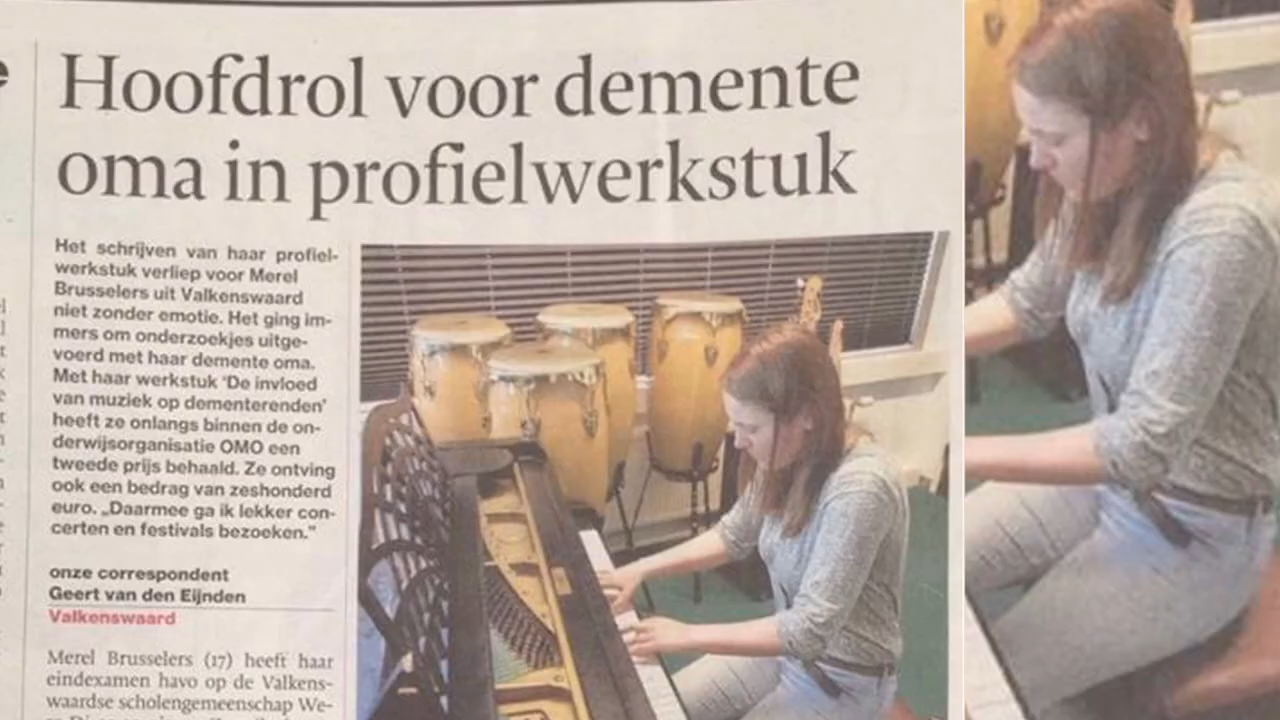 Hoofdrol voor demente
oma in profielwerkstuk
Het schrijven van haar profiel-
werkstuk verliep voor Merel
Brusselers uit Valkenswaard
niet zonder emotie. Het ging im-
mers om onderzoekjes uitge-
voerd met haar demente oma.
Met haar werkstuk 'De invloed
van muziek op dementerenden'
heeft ze onlangs binnen de on-
derwijsorganisatie OMO een
tweede prijs behaald. Ze ontving
ook een bedrag van zeshonderd
euro. „Daarmee ga ik lekker con-
certen en festivals bezoeken.”
onze correspondent
Geert van den Eijnden
Valkenswaard
Merel Brusselers (17) heeft haar
eindexamen havo op de Valkens-
waardse scholengemeenschap We-